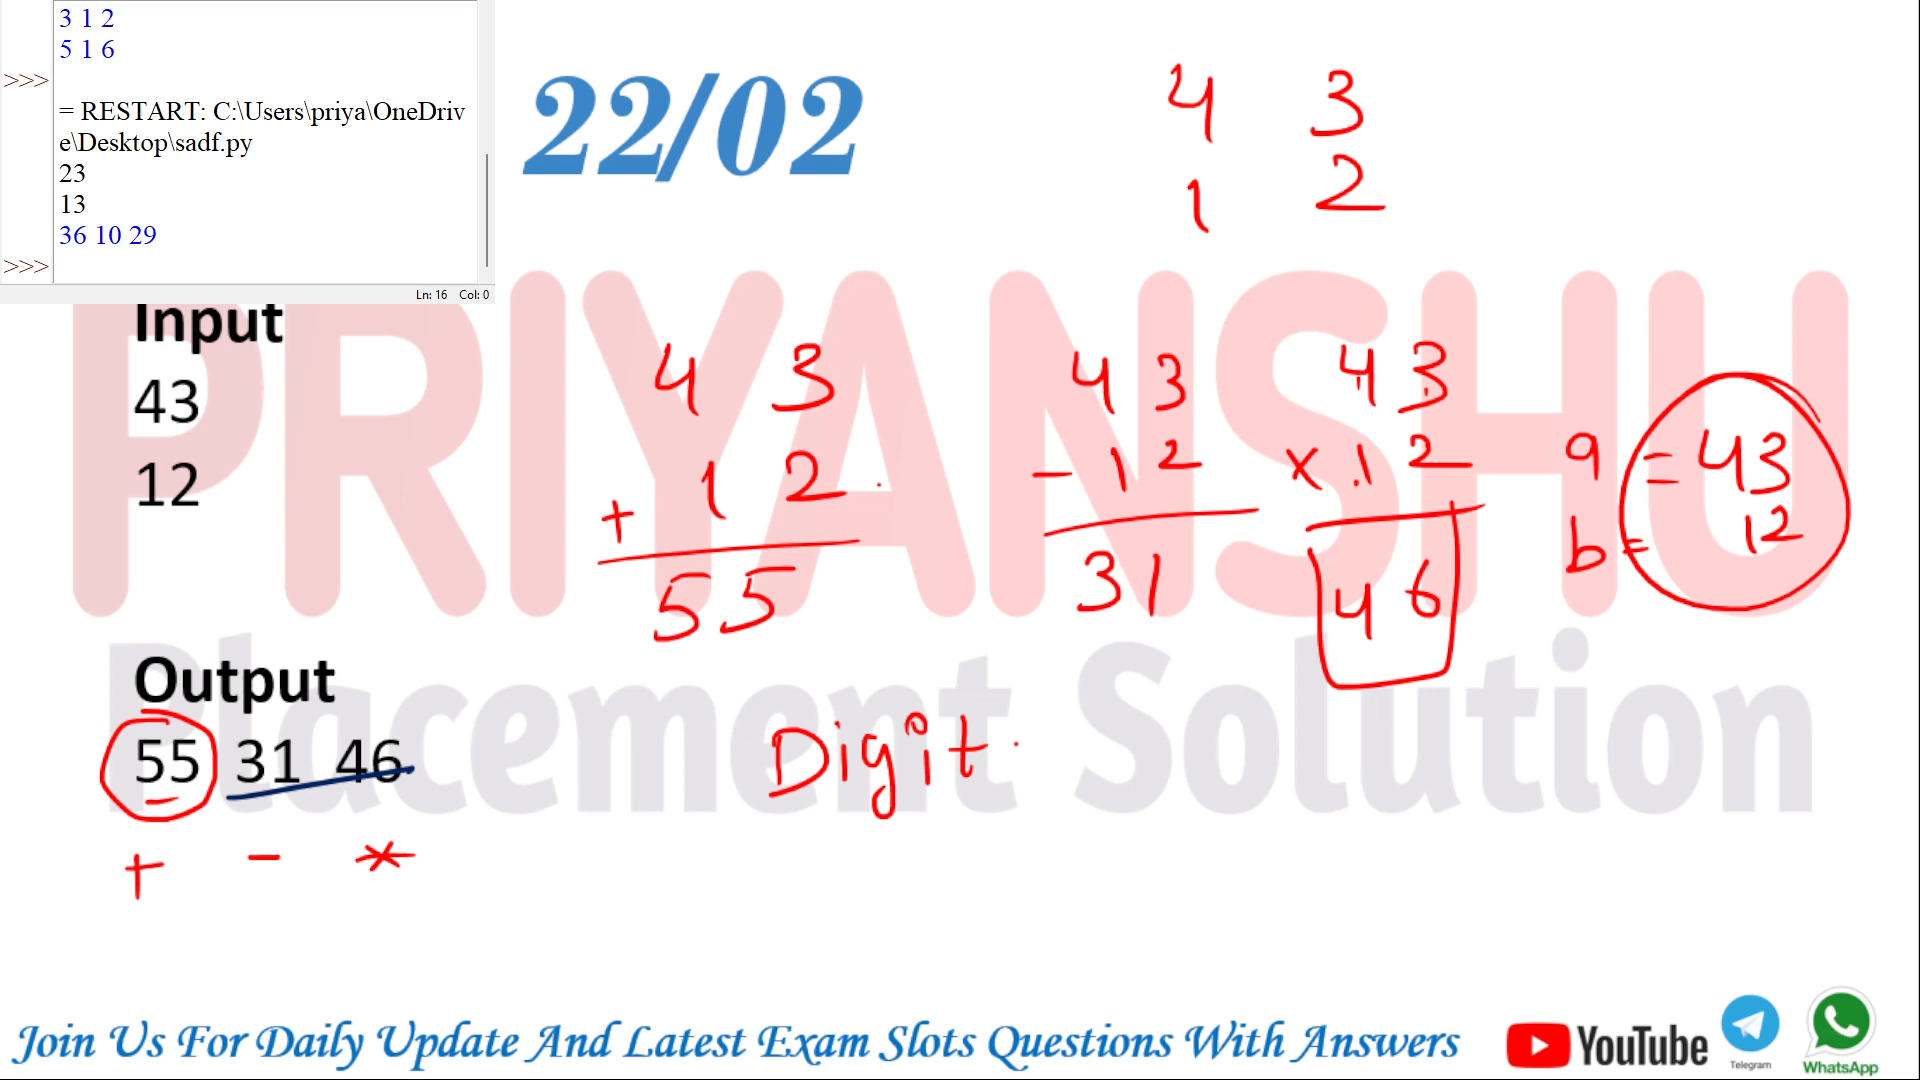 3 1 2
5 1 6
>>>
= RESTART: C:\Users\priya\OneDriv
e\Desktop\sadf.py
23
13
36 10 29
>>>
Ln: 16 Col: 0
22/02
4 3
1 2
PRIYANSHU
Placement Solution
Input
43
12
4 3
+ 1 2
55
4 3
- 1 2
31
4 3
x 1 2
46
a = 43
b = 12
Output
55 31 46
+ - *
Digit
Join Us For Daily Update And Latest Exam Slots Questions With Answers
YouTube
Telegram
WhatsApp